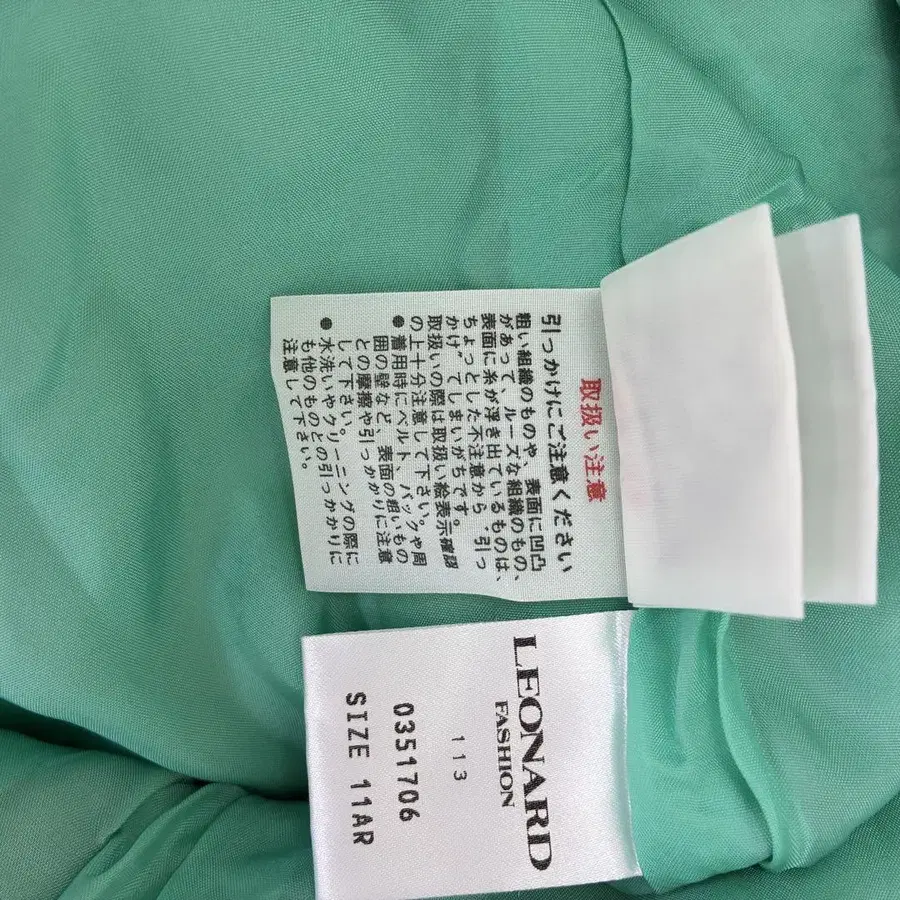 取扱い注意
引っかけにご注意ください
粗い組織のものや、表面に凹凸
があって、ルーズな組織のもの、
表面に糸が浮き出ているものは、
ちょっとした不注意から“引っ
かけ”てしまいがちです。
取扱いの際は取扱い絵表示確認
の上十分注意して下さい。
●着用時にベルト、バックや周
囲の壁など、表面の粗いもの
との摩擦や引っかかりに注意
して下さい。
●水洗いやクリーニングの際に
も他のものとの引っかかりに
注意して下さい。
LEONARD
FASHION
113
0351706
SIZE 11AR